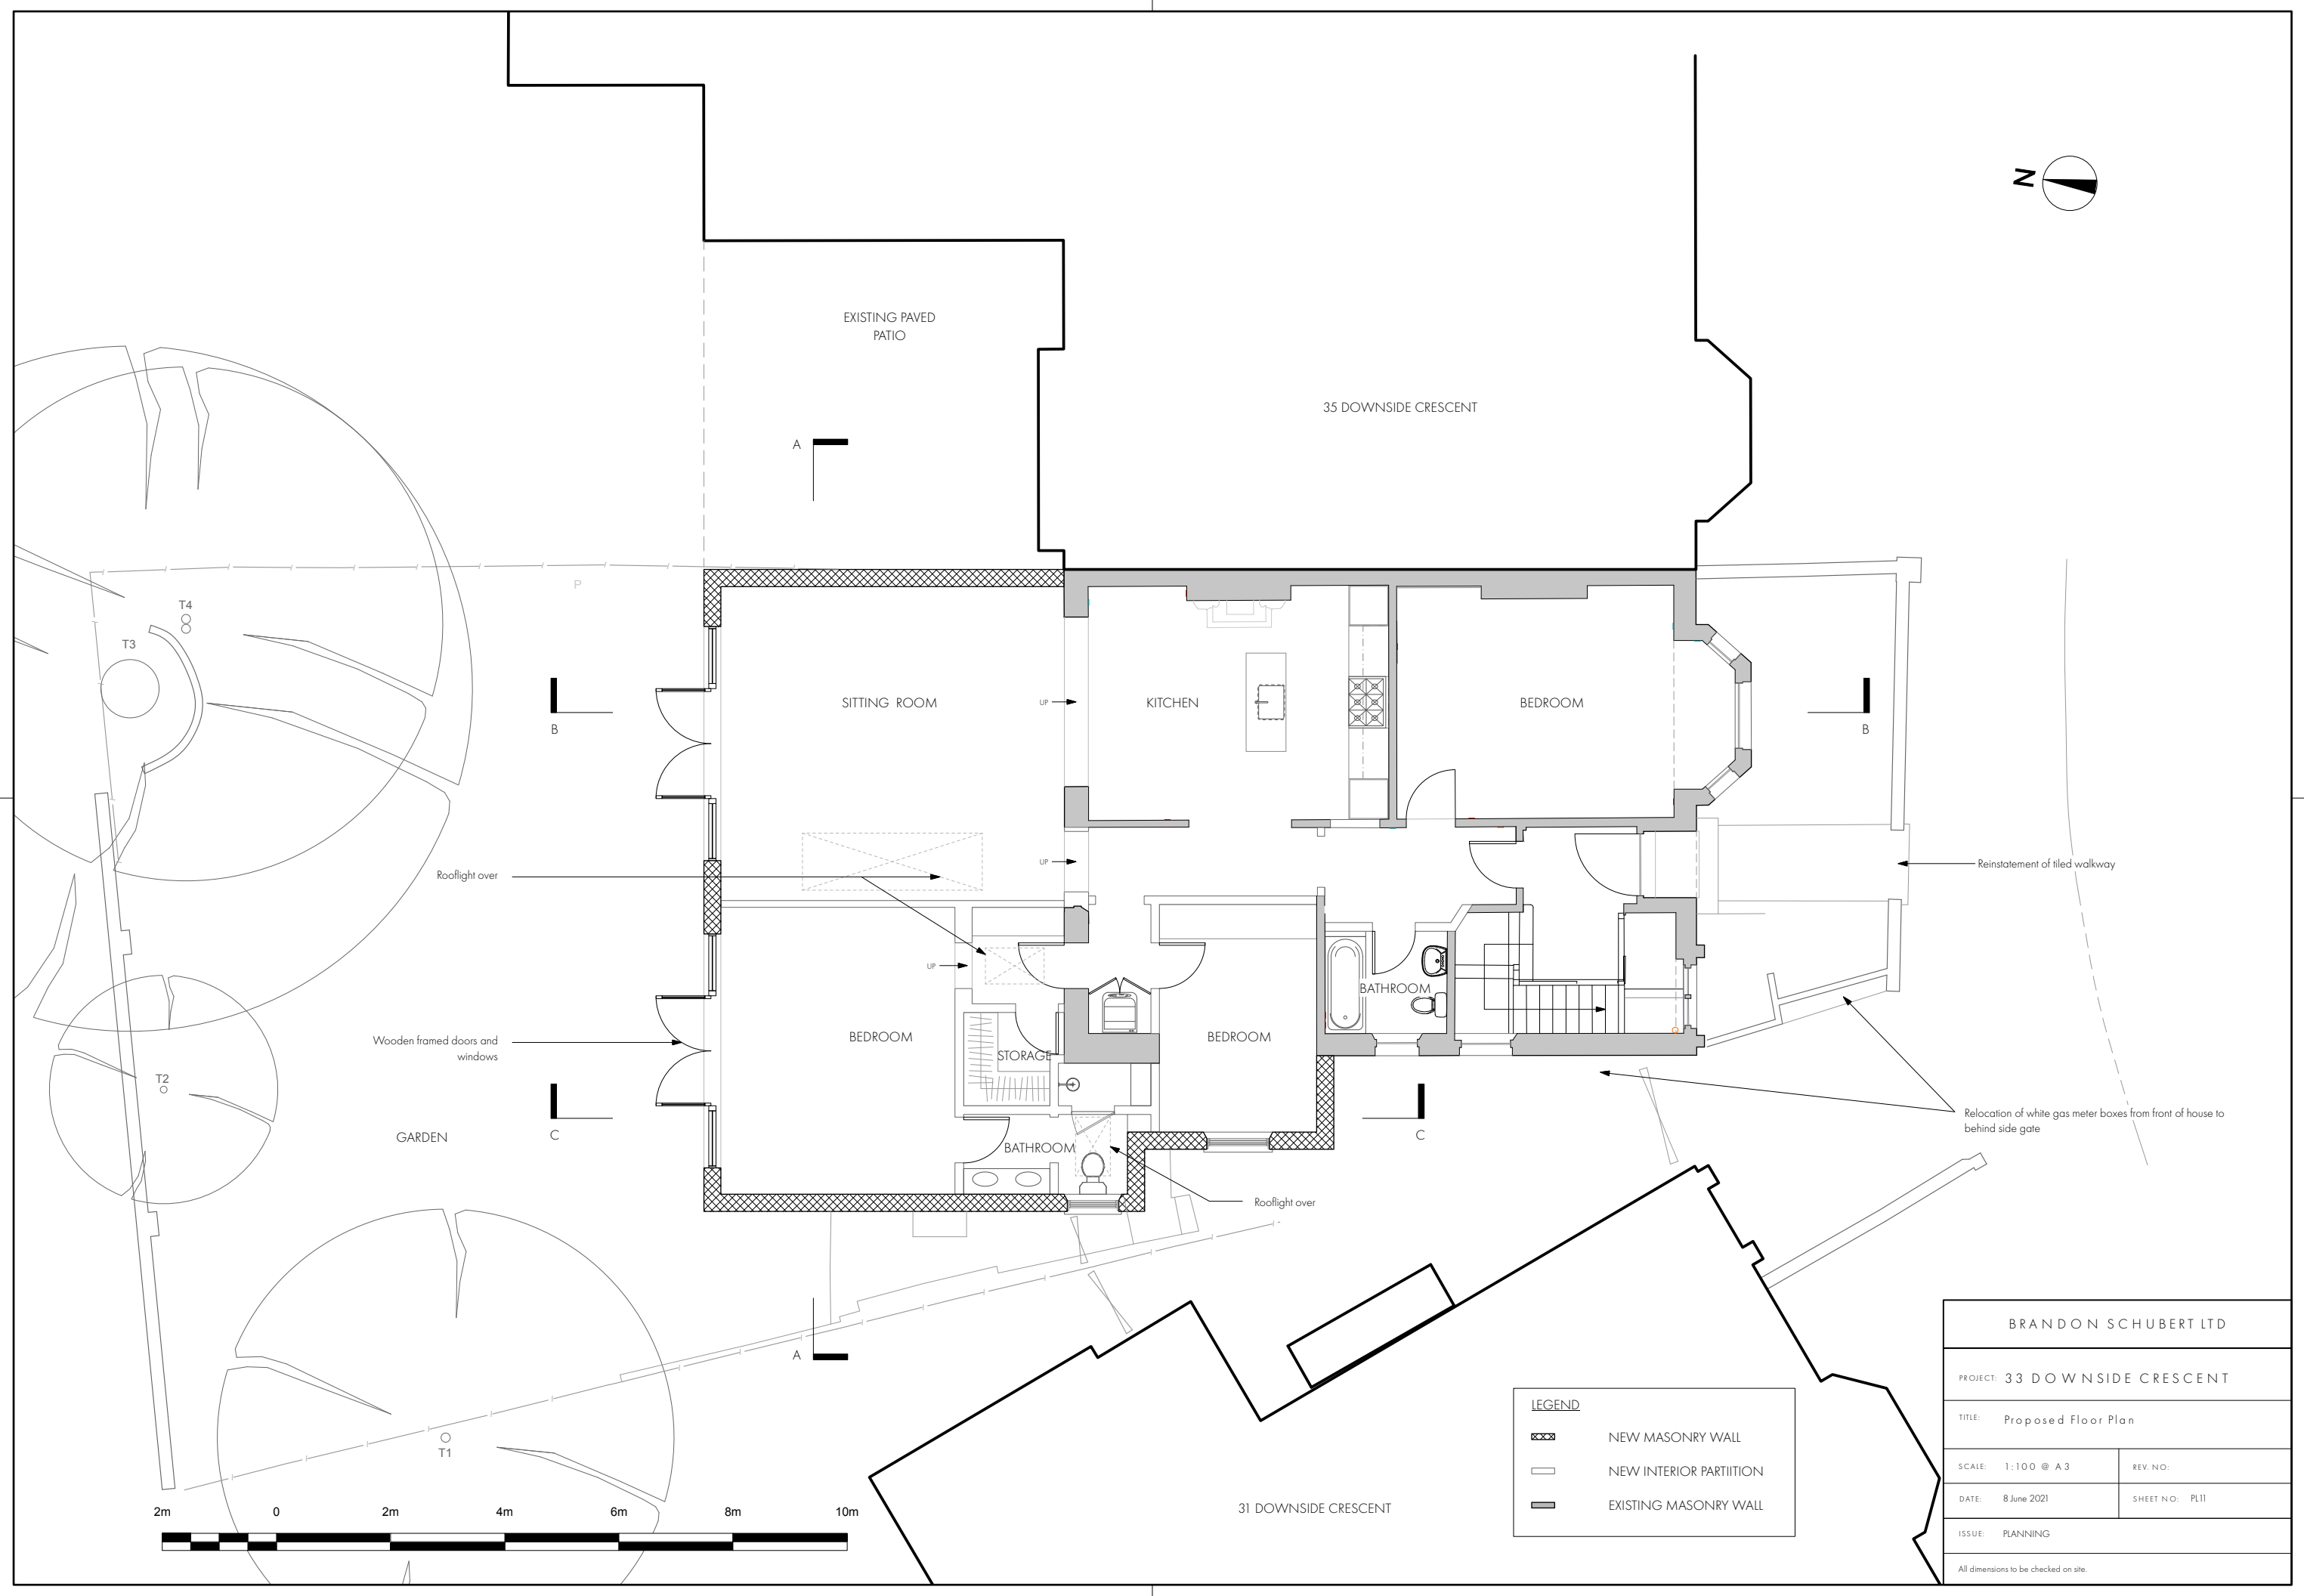 N
EXISTING PAVED
PATIO
35 DOWNSIDE CRESCENT
A
P
T4
T3
SITTING ROOM
UP
KITCHEN
BEDROOM
B
B
UP
Rooflight over
Reinstatement of tiled walkway
UP
BATHROOM
Wooden framed doors and
windows
BEDROOM
STORAGE
BEDROOM
T2
GARDEN
C
C
BATHROOM
Relocation of white gas meter boxes from front of house to
behind side gate
Rooflight over
A
T1
31 DOWNSIDE CRESCENT
2m 0 2m 4m 6m 8m 10m
LEGEND
NEW MASONRY WALL
NEW INTERIOR PARTIITION
EXISTING MASONRY WALL
BRANDON SCHUBERT LTD
PROJECT: 33 DOWNSIDE CRESCENT
TITLE: Proposed Floor Plan
SCALE: 1:100 @ A3 REV. NO:
DATE: 8 June 2021 SHEET NO: PL11
ISSUE: PLANNING
All dimensions to be checked on site.